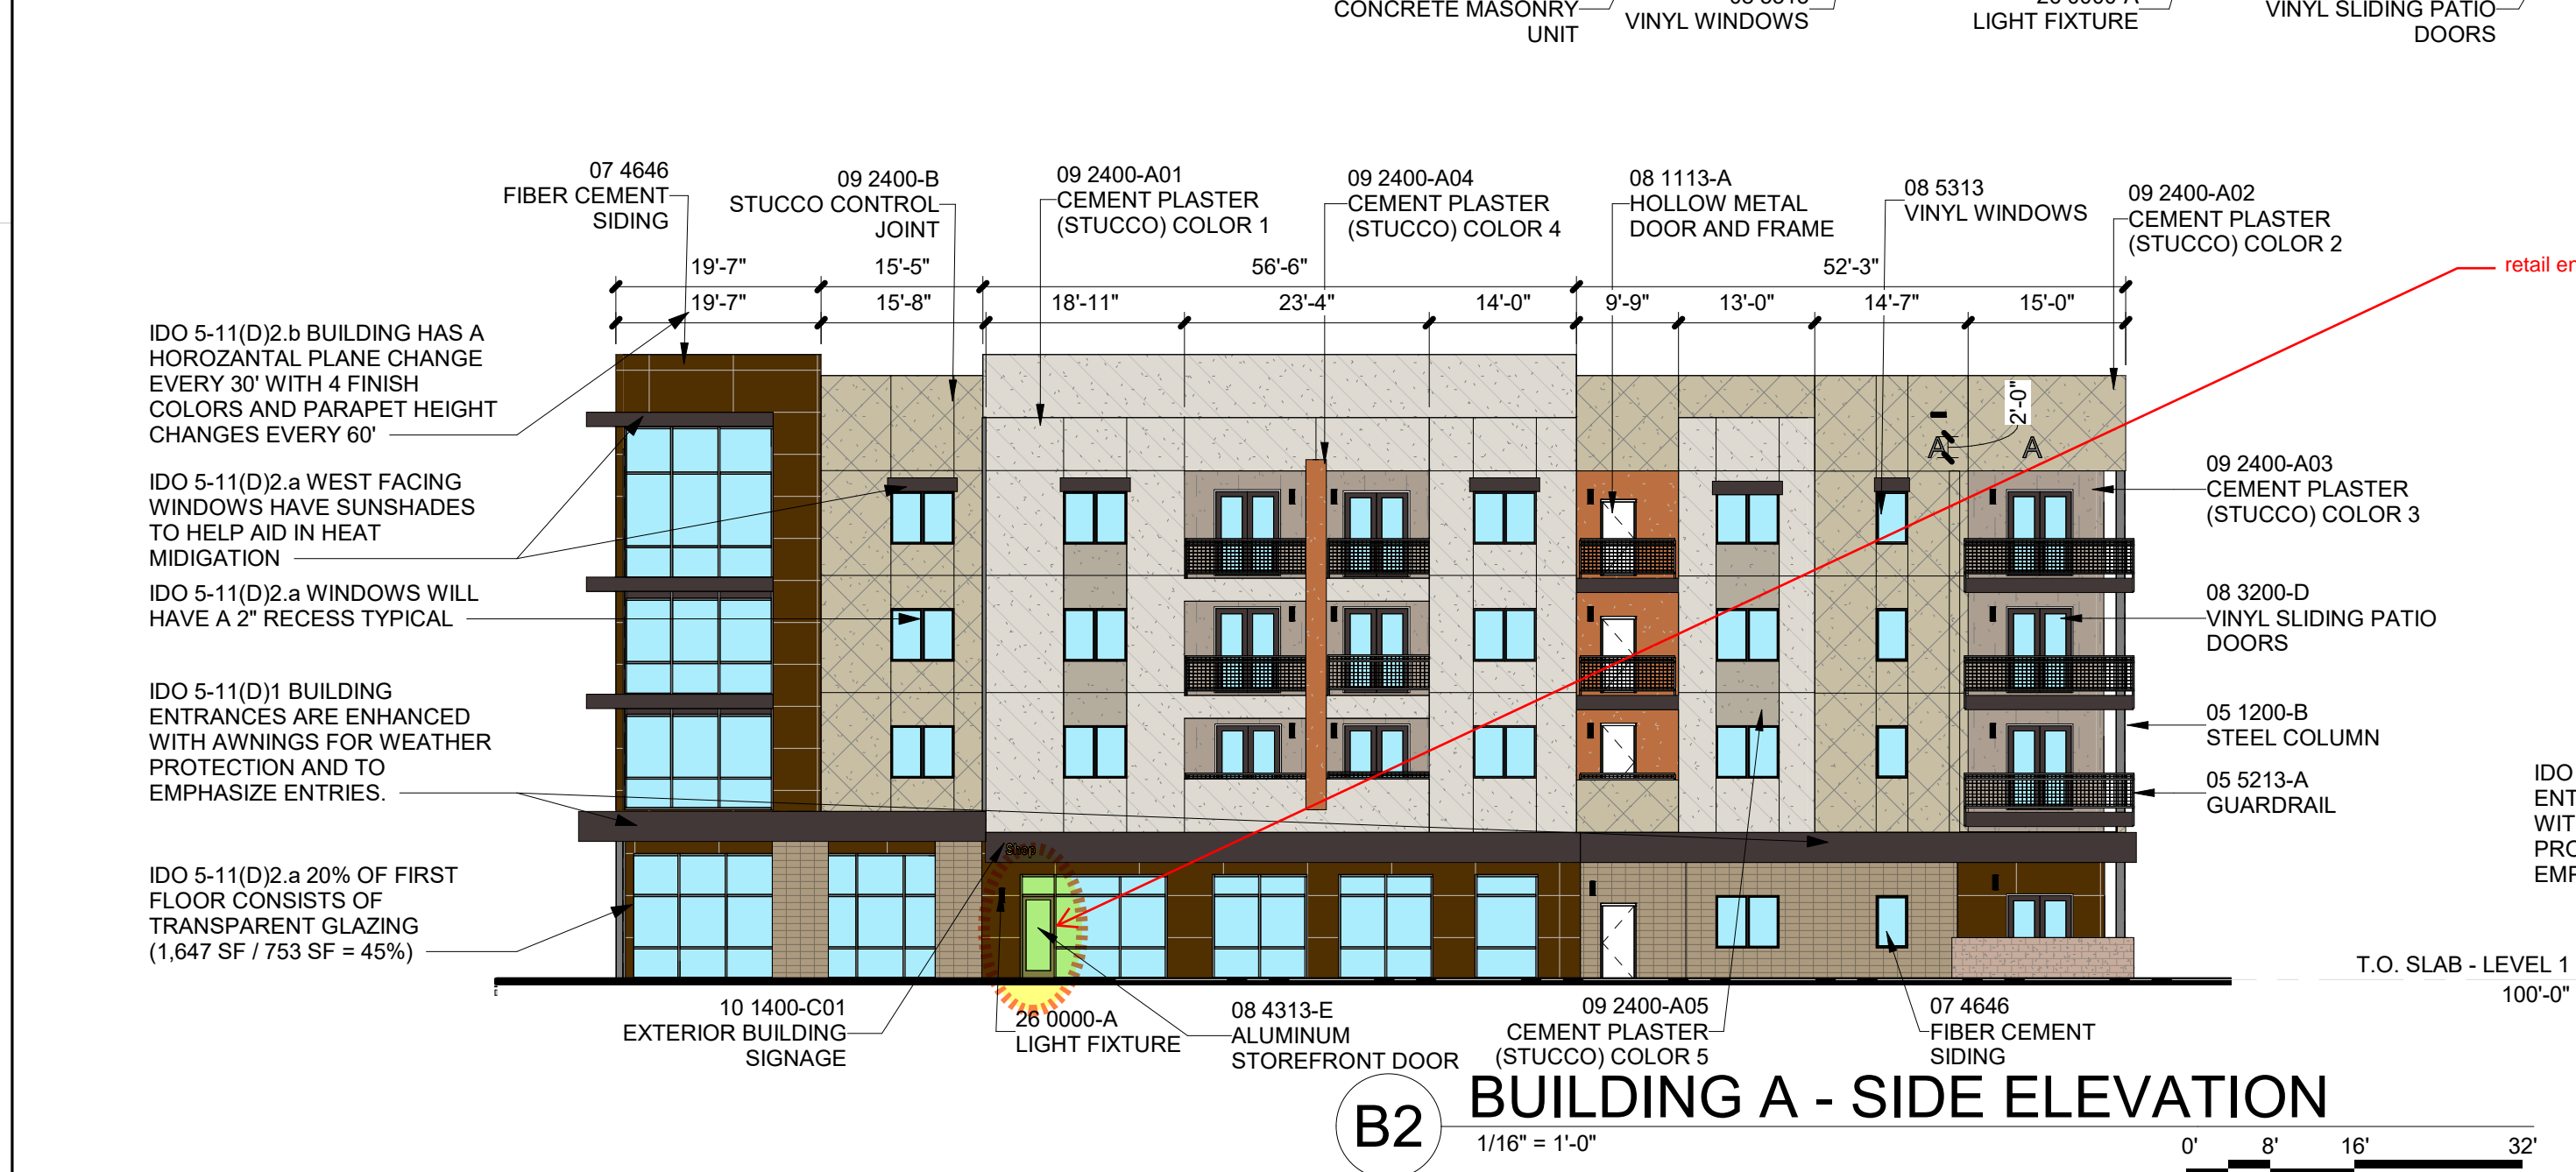 CONCRETE MASONRY
UNIT
VINYL WINDOWS
LIGHT FIXTURE
VINYL SLIDING PATIO
DOORS
07 4646
FIBER CEMENT
SIDING
09 2400-B
STUCCO CONTROL
JOINT
09 2400-A01
CEMENT PLASTER
(STUCCO) COLOR 1
09 2400-A04
CEMENT PLASTER
(STUCCO) COLOR 4
08 1113-A
HOLLOW METAL
DOOR AND FRAME
08 5313
VINYL WINDOWS
09 2400-A02
CEMENT PLASTER
(STUCCO) COLOR 2
retail
19'-7"
15'-5"
56'-6"
52'-3"
19'-7"
15'-8"
18'-11"
23'-4"
14'-0"
9'-9"
13'-0"
14'-7"
15'-0"
IDO 5-11(D)2.b BUILDING HAS A
HOROZANTAL PLANE CHANGE
EVERY 30' WITH 4 FINISH
COLORS AND PARAPET HEIGHT
CHANGES EVERY 60'
IDO 5-11(D)2.a WEST FACING
WINDOWS HAVE SUNSHADES
TO HELP AID IN HEAT
MIDIGATION
IDO 5-11(D)2.a WINDOWS WILL
HAVE A 2" RECESS TYPICAL
IDO 5-11(D)1 BUILDING
ENTRANCES ARE ENHANCED
WITH AWNINGS FOR WEATHER
PROTECTION AND TO
EMPHASIZE ENTRIES.
IDO 5-11(D)2.a 20% OF FIRST
FLOOR CONSISTS OF
TRANSPARENT GLAZING
(1,647 SF / 753 SF = 45%)
2'-0"
A
A
Shop
09 2400-A03
CEMENT PLASTER
(STUCCO) COLOR 3
08 3200-D
VINYL SLIDING PATIO
DOORS
05 1200-B
STEEL COLUMN
05 5213-A
GUARDRAIL
IDO
T.O. SLAB - LEVEL 1
100'-0"
10 1400-C01
EXTERIOR BUILDING
SIGNAGE
26 0000-A
LIGHT FIXTURE
08 4313-E
ALUMINUM
STOREFRONT DOOR
09 2400-A05
CEMENT PLASTER
(STUCCO) COLOR 5
07 4646
FIBER CEMENT
SIDING
B2
BUILDING A - SIDE ELEVATION
1/16" = 1'-0"
0' 8' 16' 32'